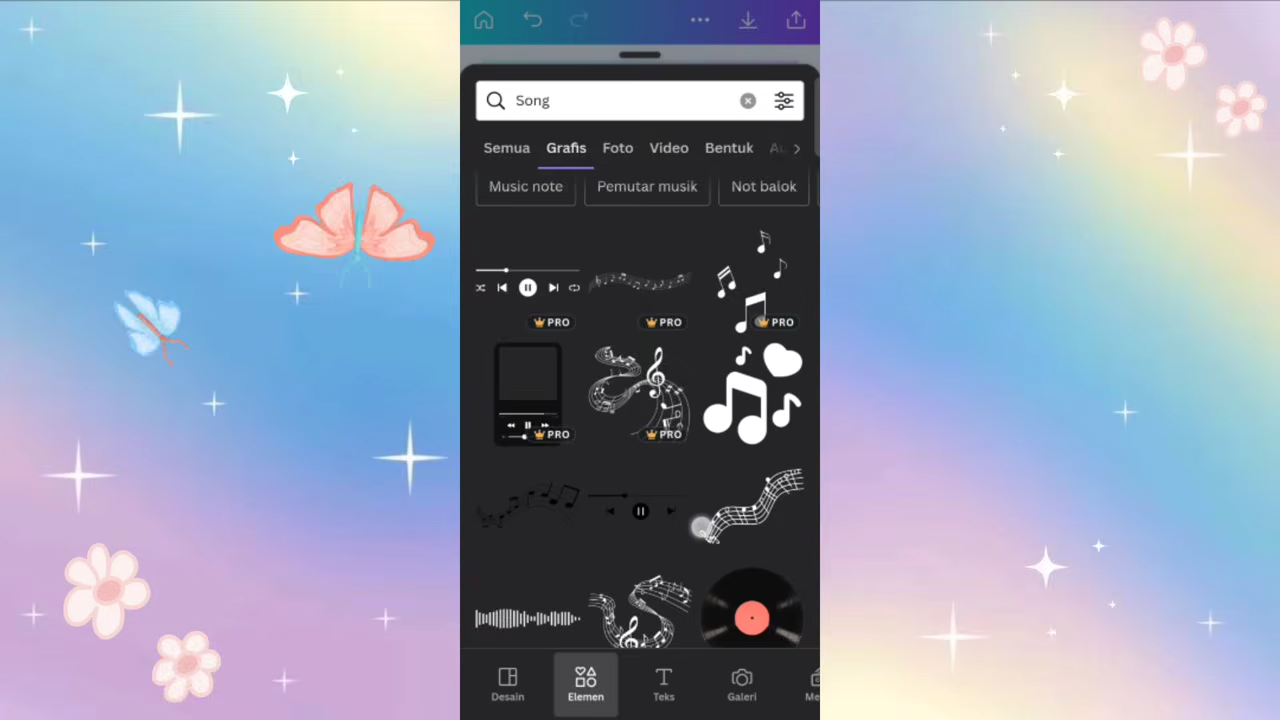 Song
Semua Grafis Foto Video Bentuk
Music note Pemutar musik Not balok
PRO PRO PRO
PRO PRO
Desain Elemen Teks Galeri